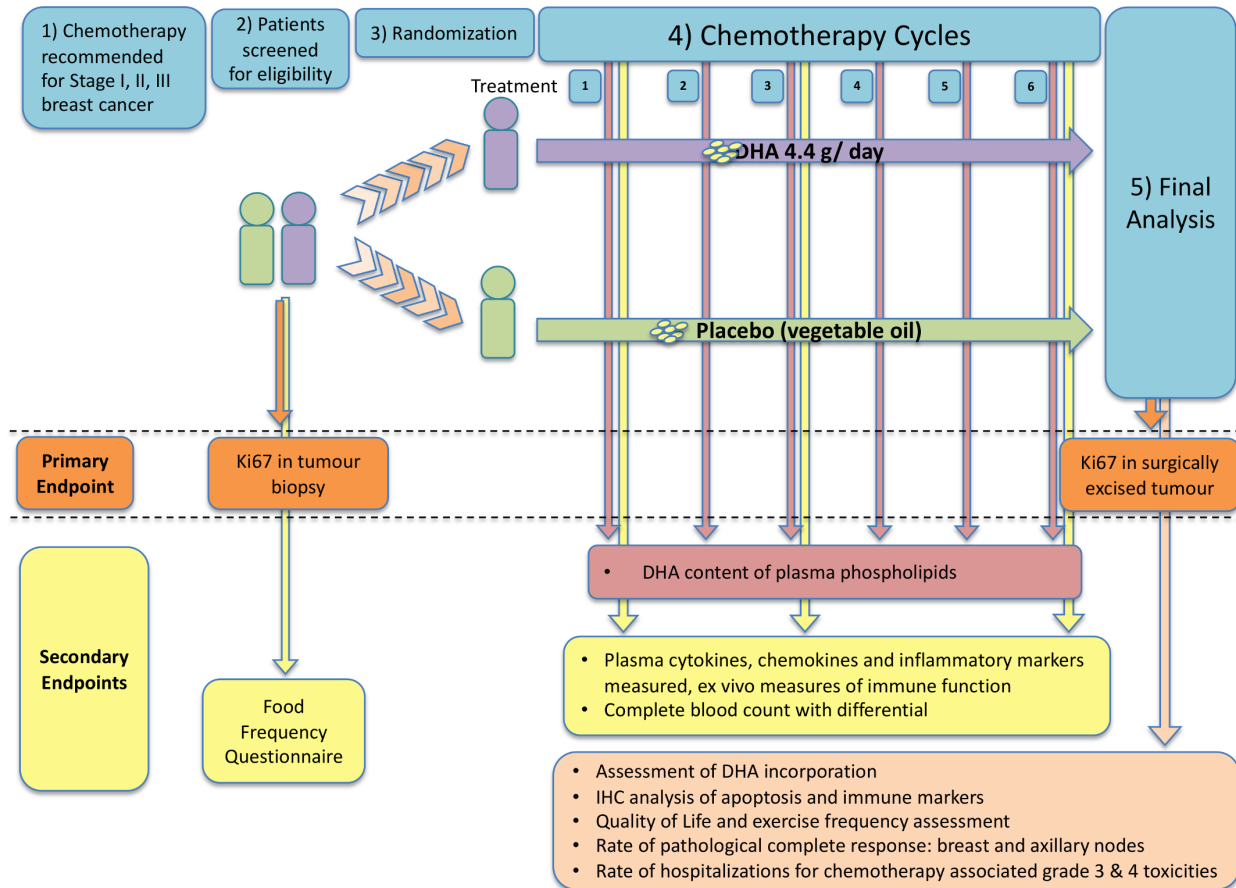 1) Chemotherapy
recommended
for Stage I, II, III
breast cancer
2) Patients
screened
for eligibility
3) Randomization
4) Chemotherapy Cycles
Treatment
1
2
3
4
5
6
DHA 4.4 g/ day
5) Final
Analysis
Placebo (vegetable oil)
Primary
Endpoint
Ki67 in tumour
biopsy
Ki67 in surgically
excised tumour
• DHA content of plasma phospholipids
Secondary
Endpoints
• Plasma cytokines, chemokines and inflammatory markers
measured, ex vivo measures of immune function
• Complete blood count with differential
Food
Frequency
Questionnaire
• Assessment of DHA incorporation
• IHC analysis of apoptosis and immune markers
• Quality of Life and exercise frequency assessment
• Rate of pathological complete response: breast and axillary nodes
• Rate of hospitalizations for chemotherapy associated grade 3 & 4 toxicities